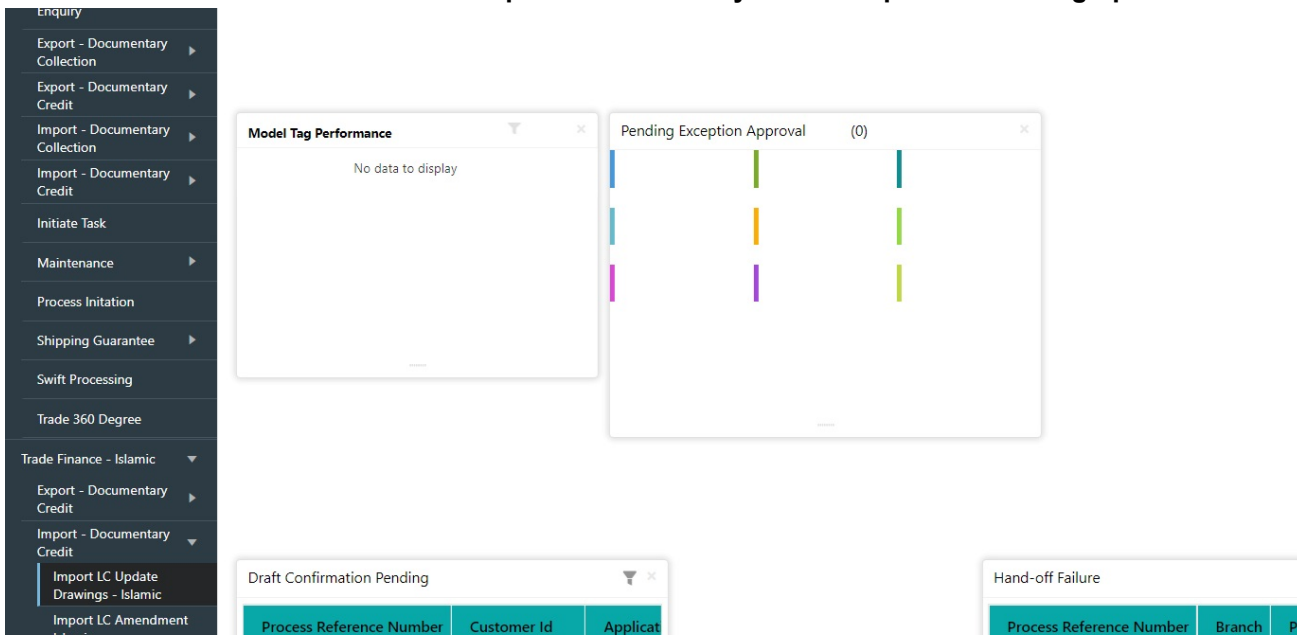 Enquiry
Export - Documentary
Collection
Export - Documentary
Credit
Import - Documentary
Collection
Import - Documentary
Credit
Initiate Task
Maintenance
Process Initation
Shipping Guarantee
Swift Processing
Trade 360 Degree
Trade Finance - Islamic
Export - Documentary
Credit
Import - Documentary
Credit
Import LC Update
Drawings - Islamic
Import LC Amendment
Model Tag Performance
No data to display
Pending Exception Approval (0)
Draft Confirmation Pending
Process Reference Number Customer Id Applicat
Hand-off Failure
Process Reference Number Branch P